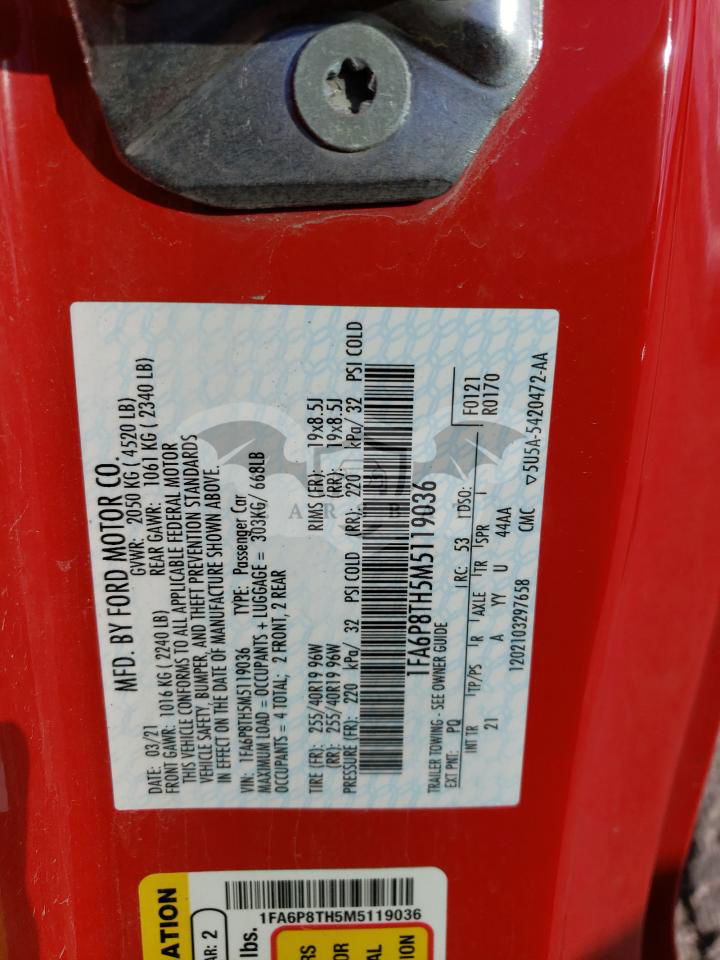 MFD. BY FORD MOTOR CO.
DATE: 03/21 GVWR: 2050 KG ( 4520 LB)
FRONT GAWR: 1016 KG ( 2240 LB) REAR GAWR: 1061 KG ( 2340 LB)
THIS VEHICLE CONFORMS TO ALL APPLICABLE FEDERAL MOTOR
VEHICLE SAFETY, BUMPER, AND THEFT PREVENTION STANDARDS
IN EFFECT ON THE DATE OF MANUFACTURE SHOWN ABOVE.
VIN: 1FA6P8TH5M5119036 TYPE: Passenger Car
MAXIMUM LOAD = OCCUPANTS + LUGGAGE = 303KG/ 668LB
OCCUPANTS = 4 TOTAL; 2 FRONT, 2 REAR
TIRE (FR): 255/40R19 96W RIMS (FR): 19x8.5J
(RR): 255/40R19 96W (RR): 19x8.5J
PRESSURE (FR): 220 kPa/ 32 PSI COLD (RR): 220 kPa/ 32 PSI COLD
1FA6P8TH5M5119036
TRAILER TOWING - SEE OWNER GUIDE F0121
EXT PNT: PQ RC: 53 DSO: R0170
INT TR TP/PS R AXLE TR SPR
21 A YY U 44AA
1202103297658 CMC ▽5U5A-5420472-AA
1FA6P8TH5M5119036
ATION
AR: 2
lbs.